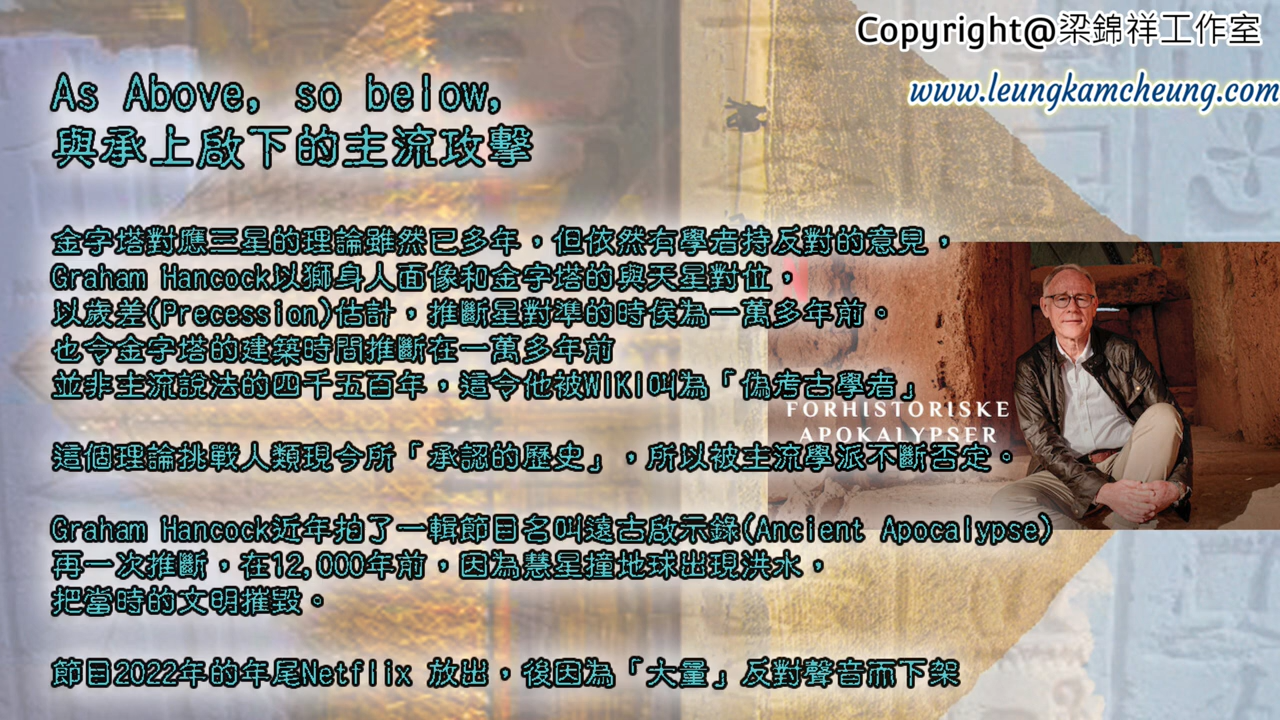 Copyright@梁錦祥工作室
www.leungkamcheung.com
As Above, so below,
與承上啟下的主流攻擊
金字塔對應三星的理論雖然已多年，但依然有學者持反對的意見，
Graham Hancock以獅身人面像和金字塔的與天星對位，
以歲差(Precession)估計，推斷星對準的時侯為一萬多年前。
也令金字塔的建築時間推斷在一萬多年前
並非主流說法的四千五百年，這令他被WIKI叫為「偽考古學者」
FORHISTORISKE
APOKALYPSER
這個理論挑戰人類現今所「承認的歷史」，所以被主流學派不斷否定。
Graham Hancock近年拍了一輯節目名叫遠古啟示錄(Ancient Apocalypse)
再一次推斷，在12,000年前，因為慧星撞地球出現洪水，
把當時的文明摧毀。
節目2022年的年尾Netflix 放出，後因為「大量」反對聲音而下架